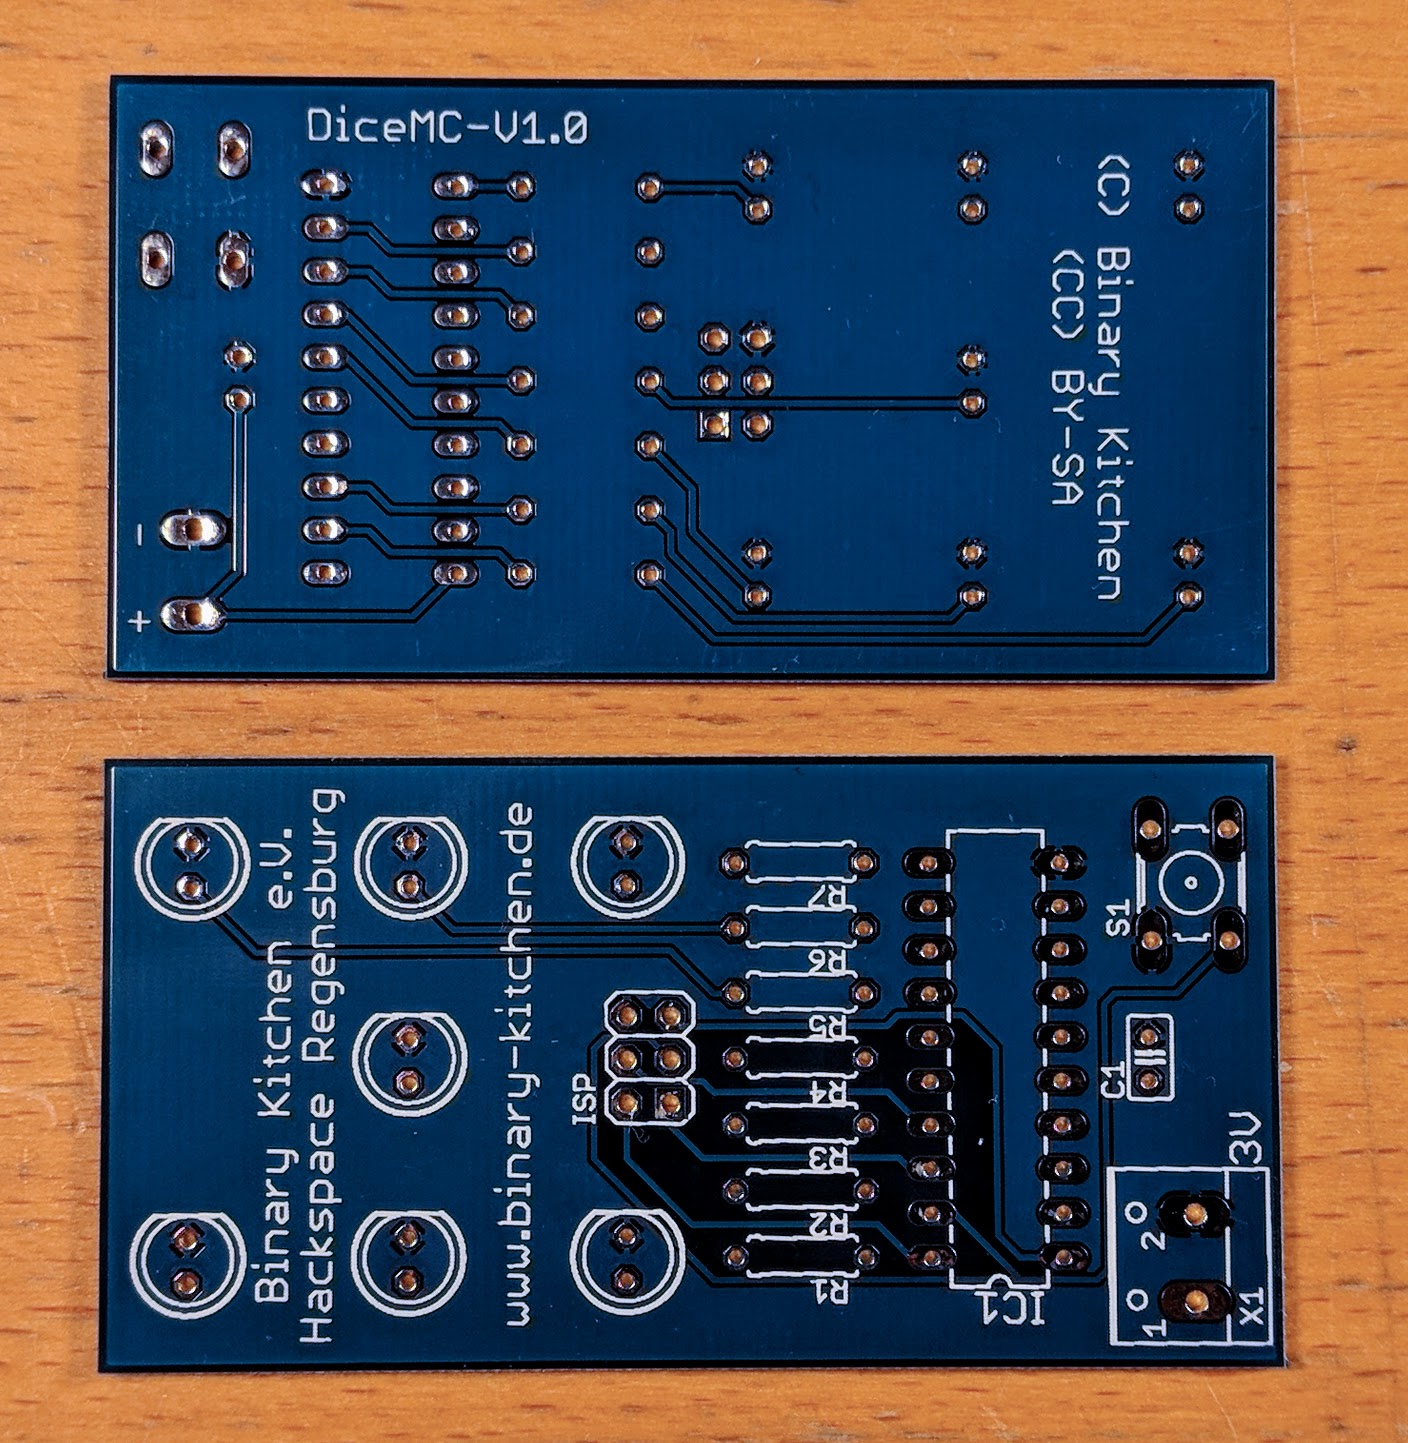 DiceMC-V1.0
(C) Binary Kitchen
(CC) BY-SA
-
+
Binary Kitchen e.V.
Hackspace Regensburg
www.binary-kitchen.de
ISP
R7
R6
R5
R4
R3
R2
R1
IC1
S1
C1
3V
2
1
X1